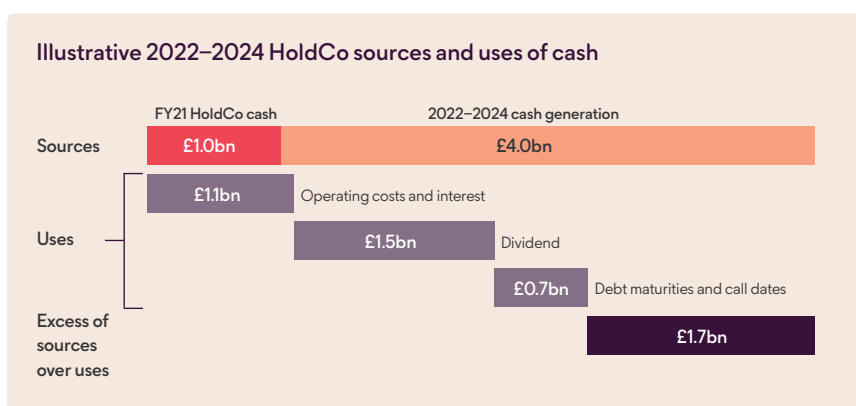 Illustrative 2022–2024 HoldCo sources and uses of cash
FY21 HoldCo cash
2022–2024 cash generation
Sources
£1.0bn
£4.0bn
£1.1bn
Operating costs and interest
Uses
£1.5bn
Dividend
£0.7bn
Debt maturities and call dates
Excess of
sources
over uses
£1.7bn